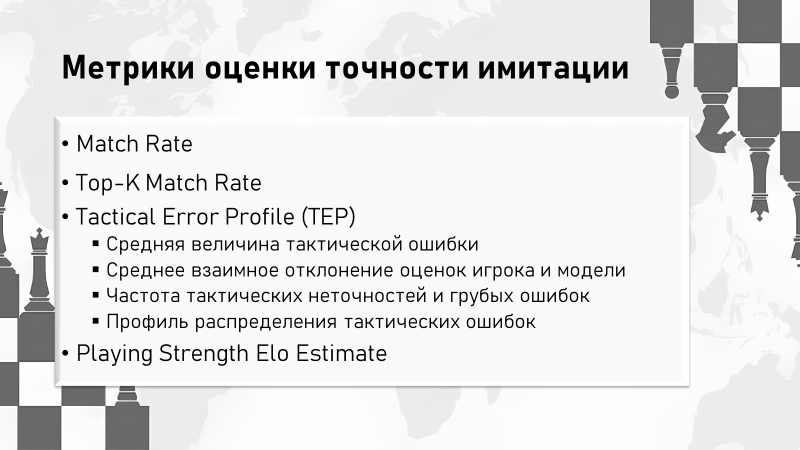 Метрики оценки точности имитации
• Match Rate
• Top-K Match Rate
• Tactical Error Profile (TEP)
▪ Средняя величина тактической ошибки
▪ Среднее взаимное отклонение оценок игрока и модели
▪ Частота тактических неточностей и грубых ошибок
▪ Профиль распределения тактических ошибок
• Playing Strength Elo Estimate